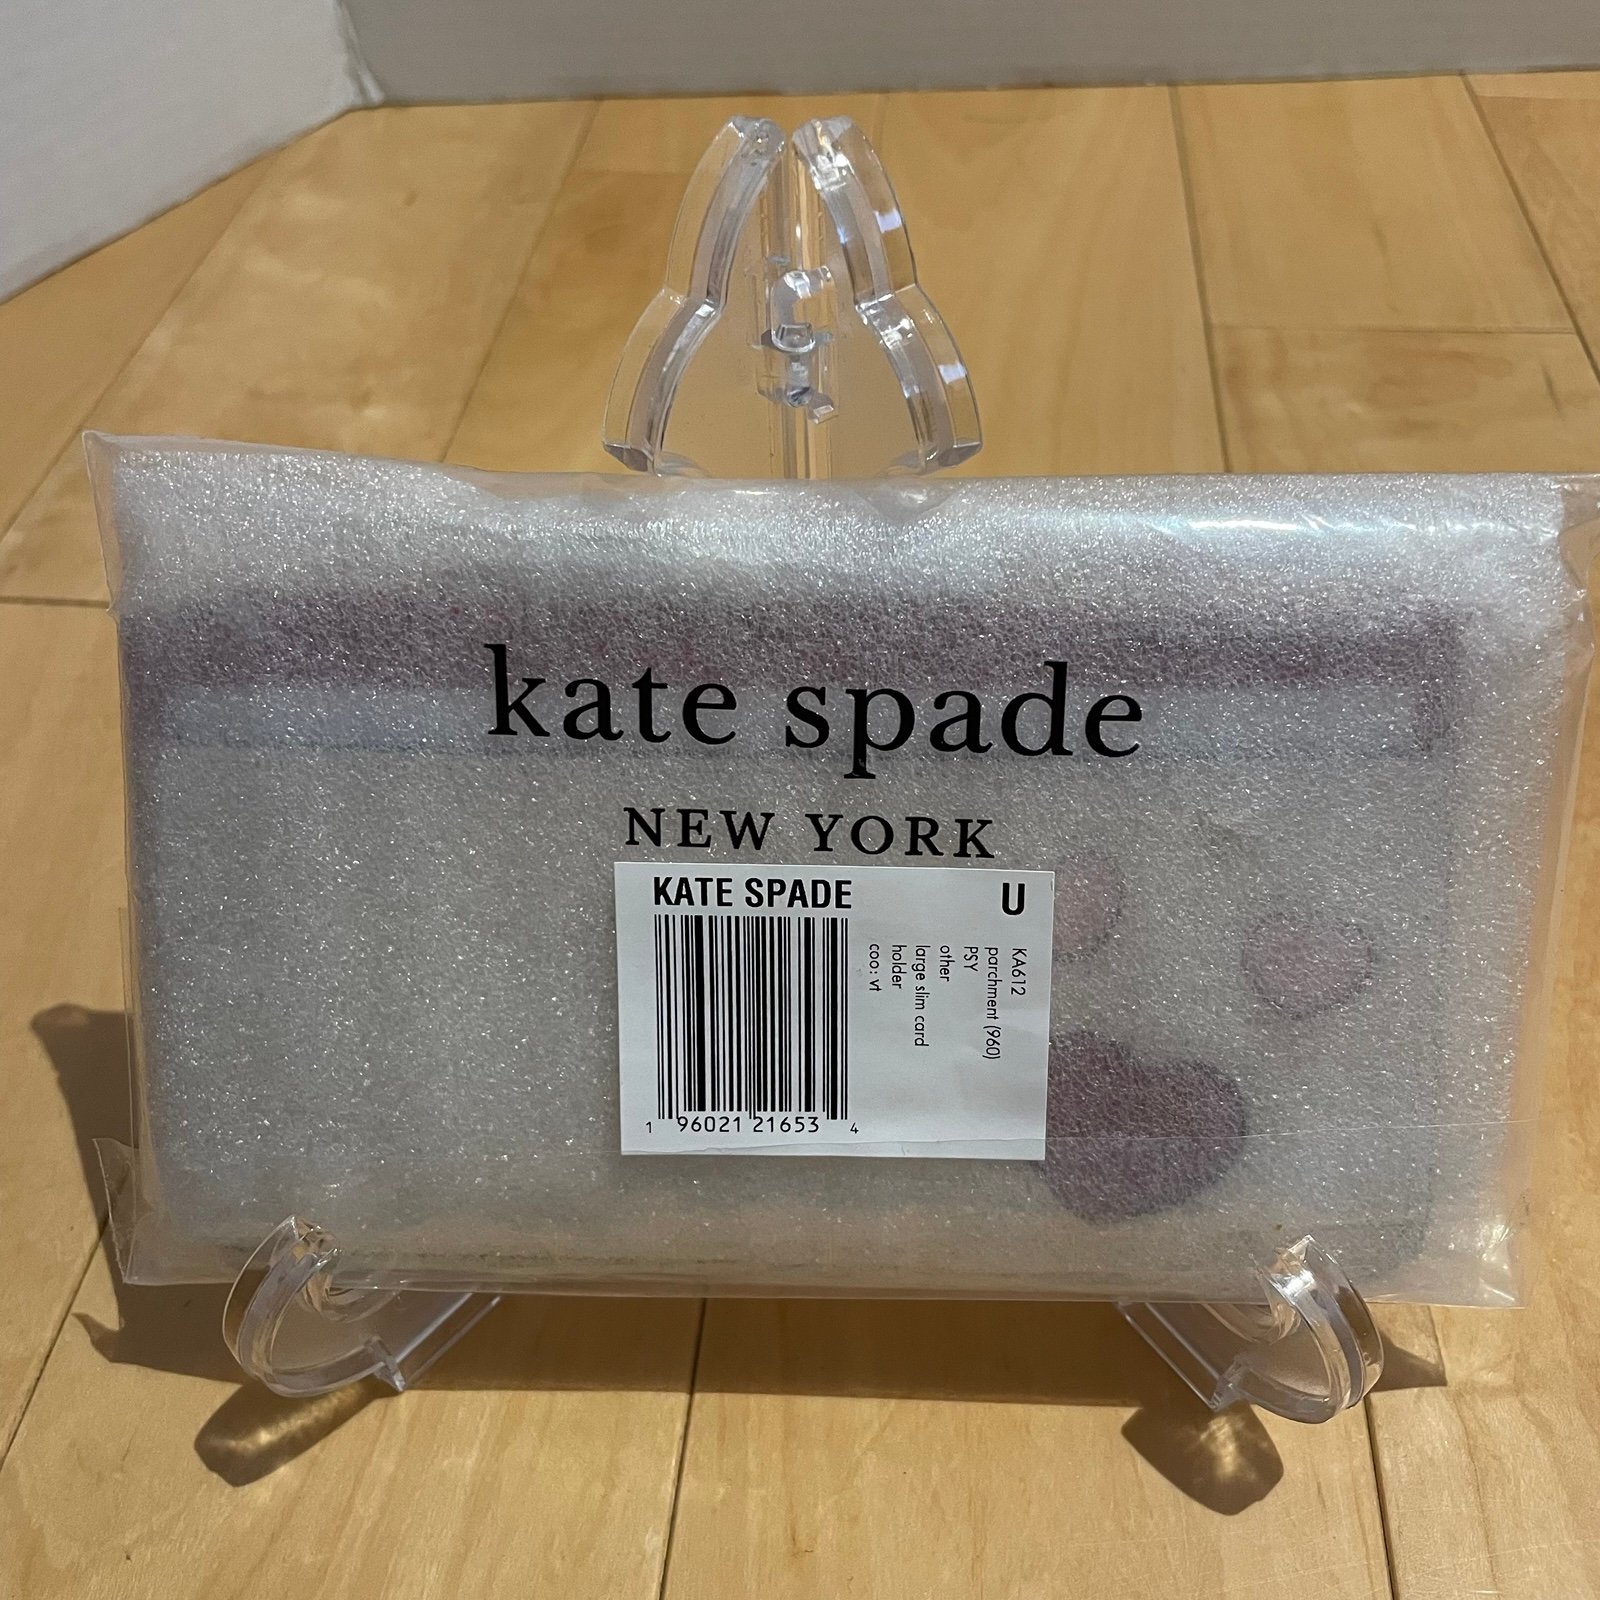 kate spade
NEW YORK
KATE SPADE
U
KA612
parchment (960)
PSY
other
large slim card
holder
coo: vt
1 96021 21653 4